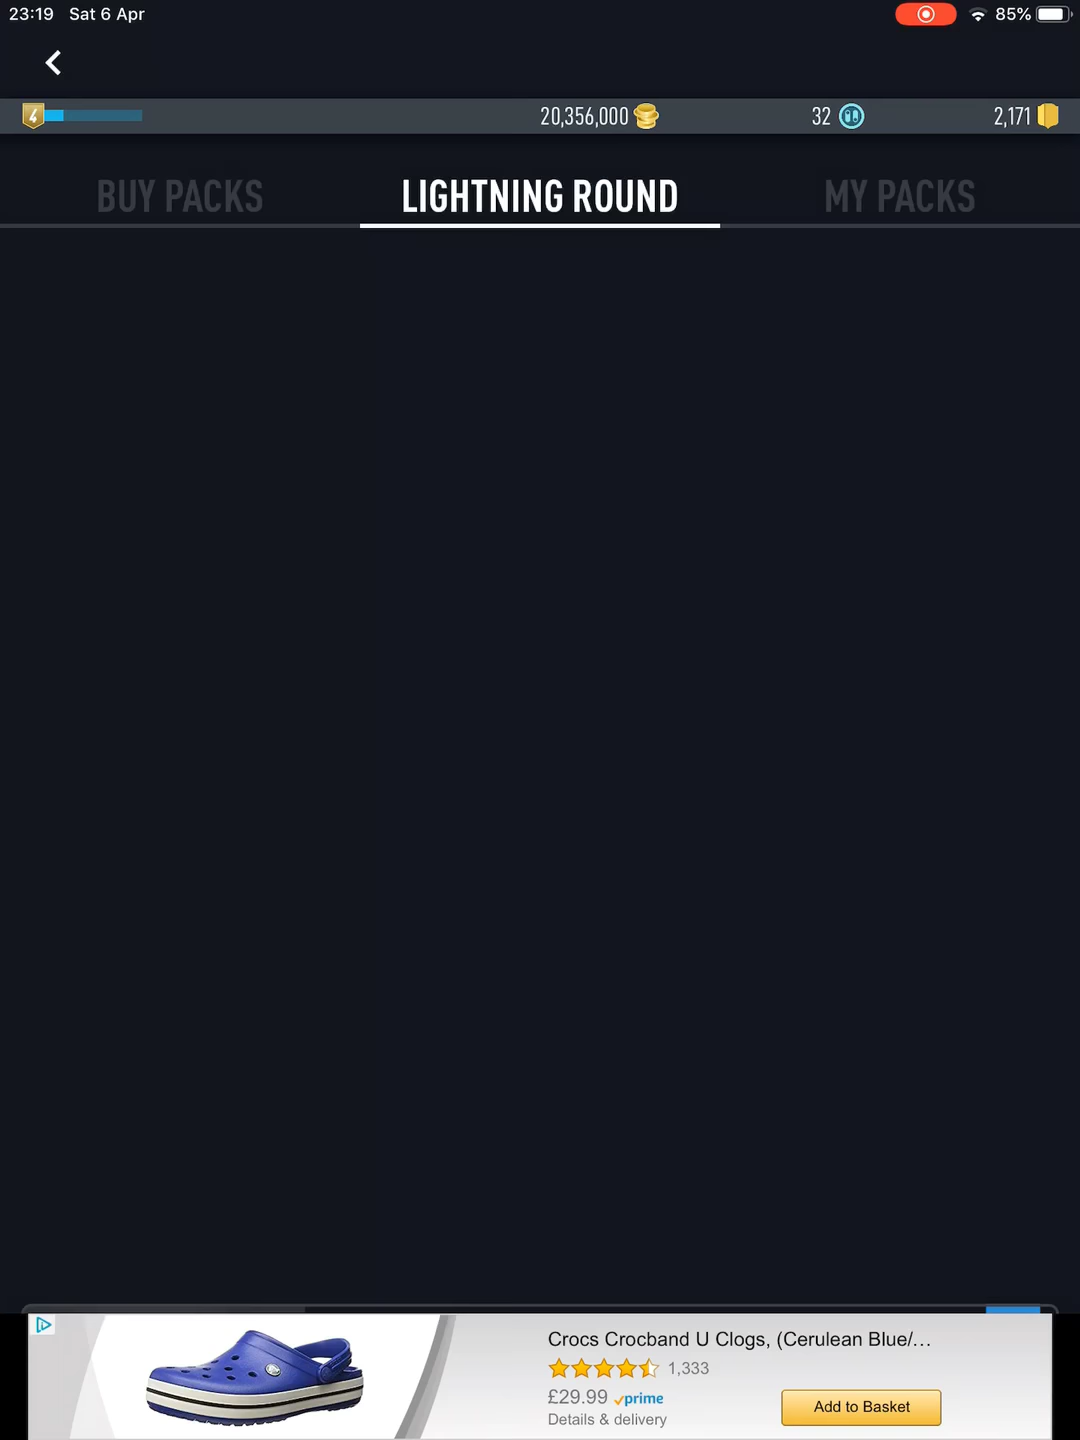 23:19 Sat 6 Apr 85%
4 20,356,000 32 2,171
BUY PACKS LIGHTNING ROUND MY PACKS
Crocs Crocband U Clogs, (Cerulean Blue/...
1,333
£29.99 prime
Details & delivery
Add to Basket